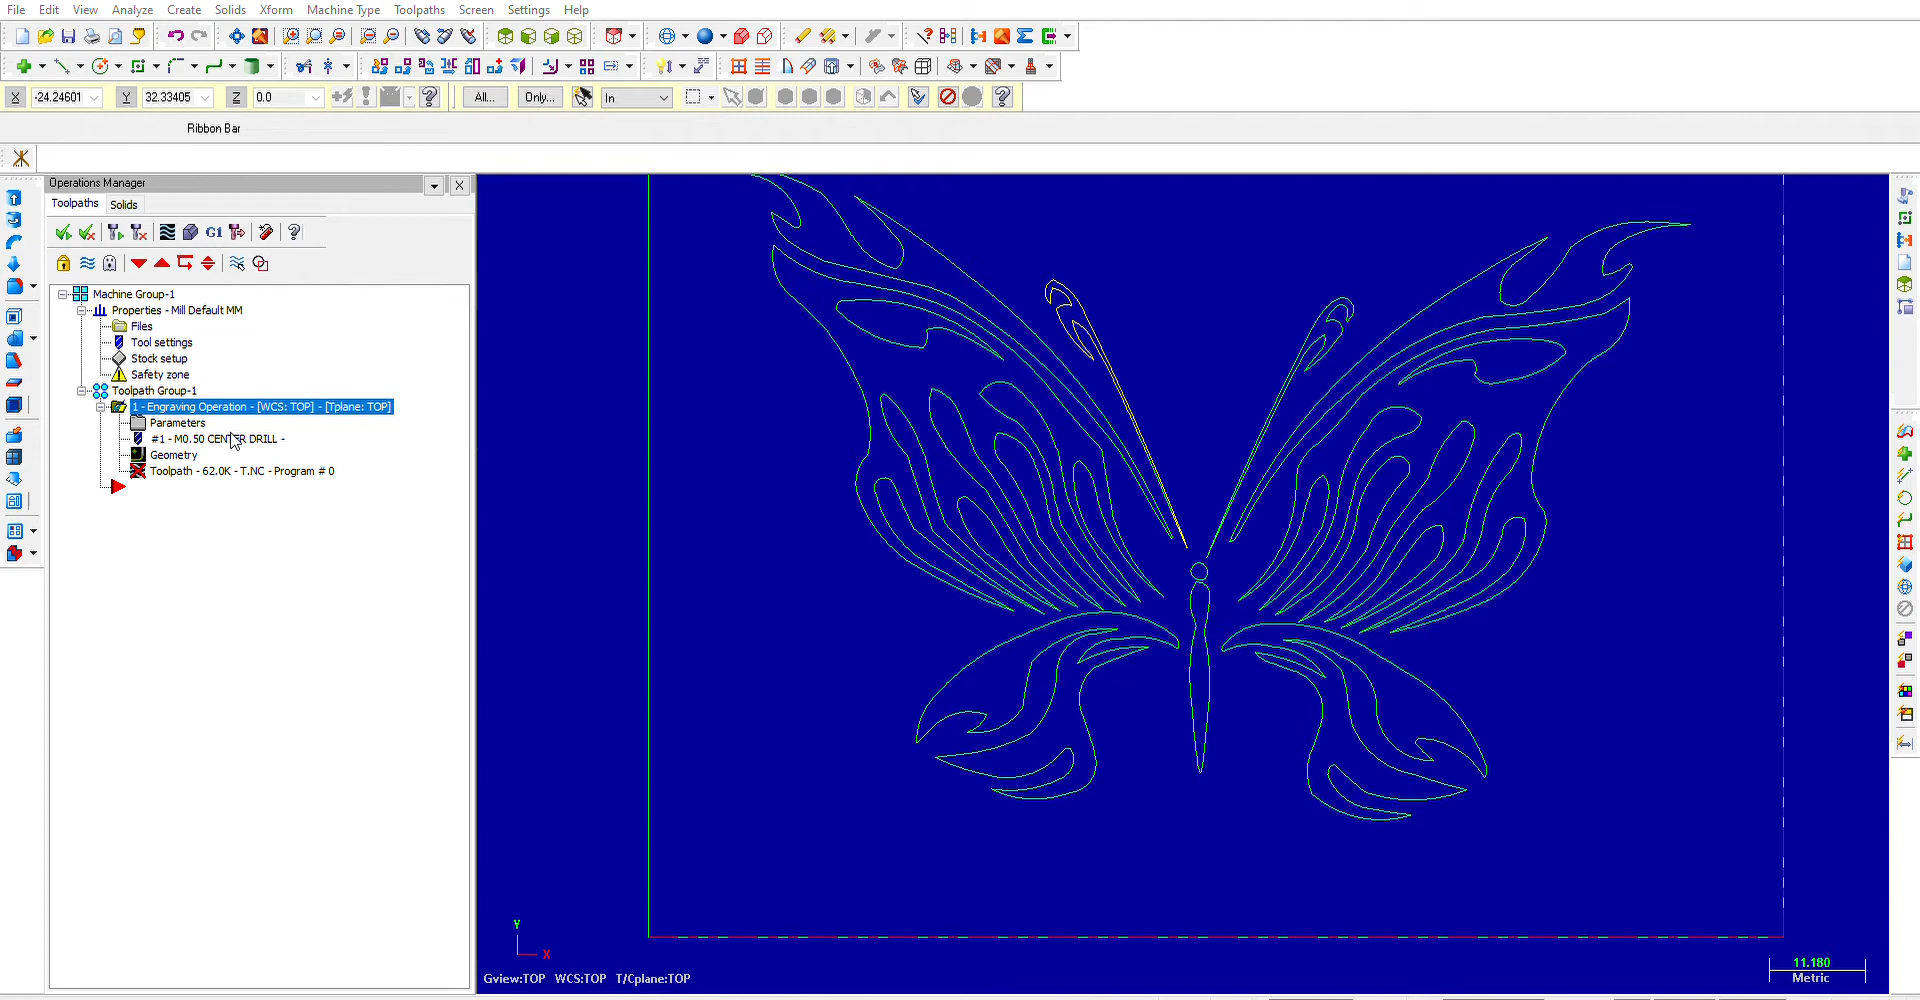 File Edit View Analyze Create Solids Xform Machine Type Toolpaths Screen Settings Help
X -24.24601 Y 32.33405 Z 0.0 All... Only... In
Ribbon Bar
Operations Manager
Toolpaths Solids
G1
Machine Group-1
Properties - Mill Default MM
Files
Tool settings
Stock setup
Safety zone
Toolpath Group-1
1 - Engraving Operation - [WCS: TOP] - [Tplane: TOP]
Parameters
#1 - M0.50 CENTER DRILL -
Geometry
Toolpath - 62.0K - T.NC - Program # 0
Y
X
11.180
Metric
Gview:TOP WCS:TOP T/Cplane:TOP